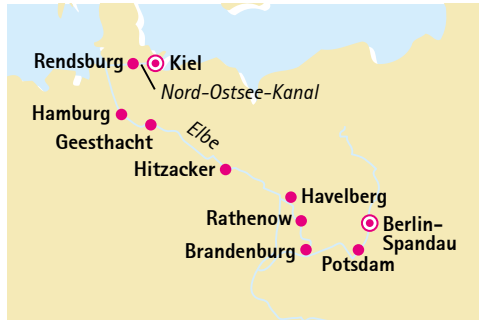 Rendsburg
Kiel
Nord-Ostsee-Kanal
Hamburg
Geesthacht
Elbe
Hitzacker
Havelberg
Rathenow
Berlin-
Spandau
Brandenburg
Potsdam